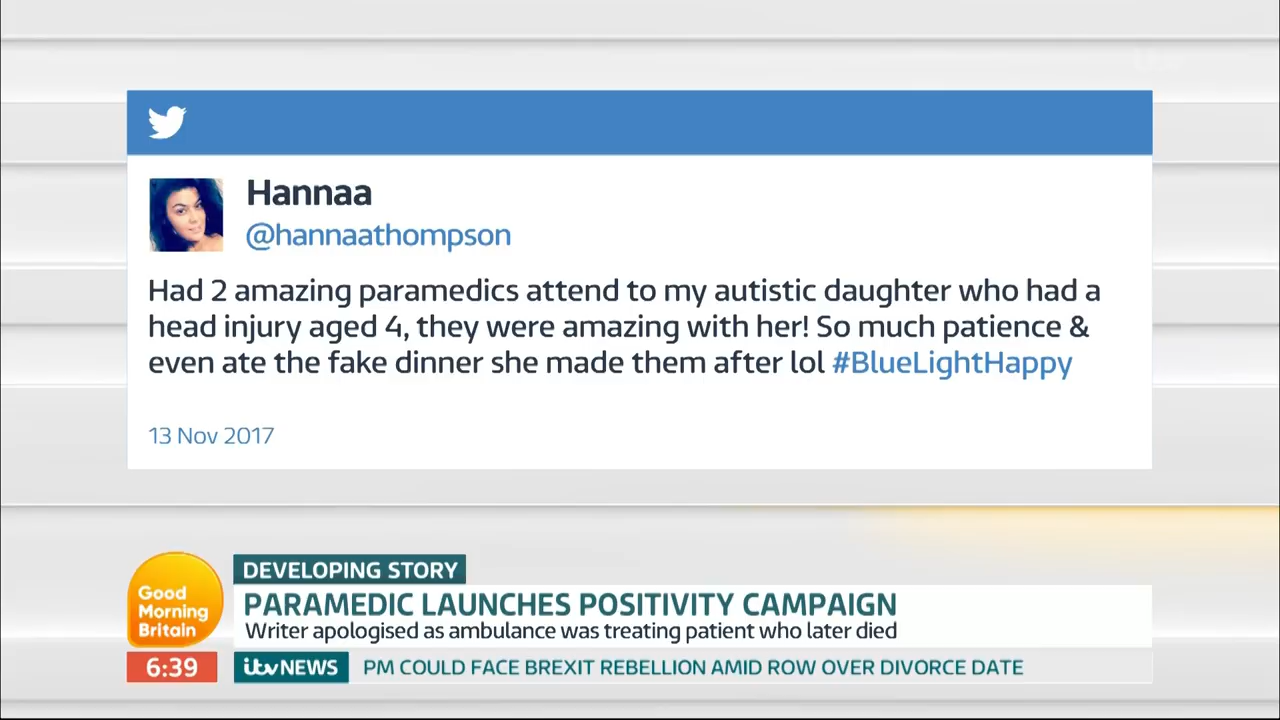 Hannaa
@hannaathompson
Had 2 amazing paramedics attend to my autistic daughter who had a
head injury aged 4, they were amazing with her! So much patience &
even ate the fake dinner she made them after lol #BlueLightHappy
13 Nov 2017
Good
Morning
Britain
DEVELOPING STORY
PARAMEDIC LAUNCHES POSITIVITY CAMPAIGN
Writer apologised as ambulance was treating patient who later died
6:39
itv NEWS PM COULD FACE BREXIT REBELLION AMID ROW OVER DIVORCE DATE